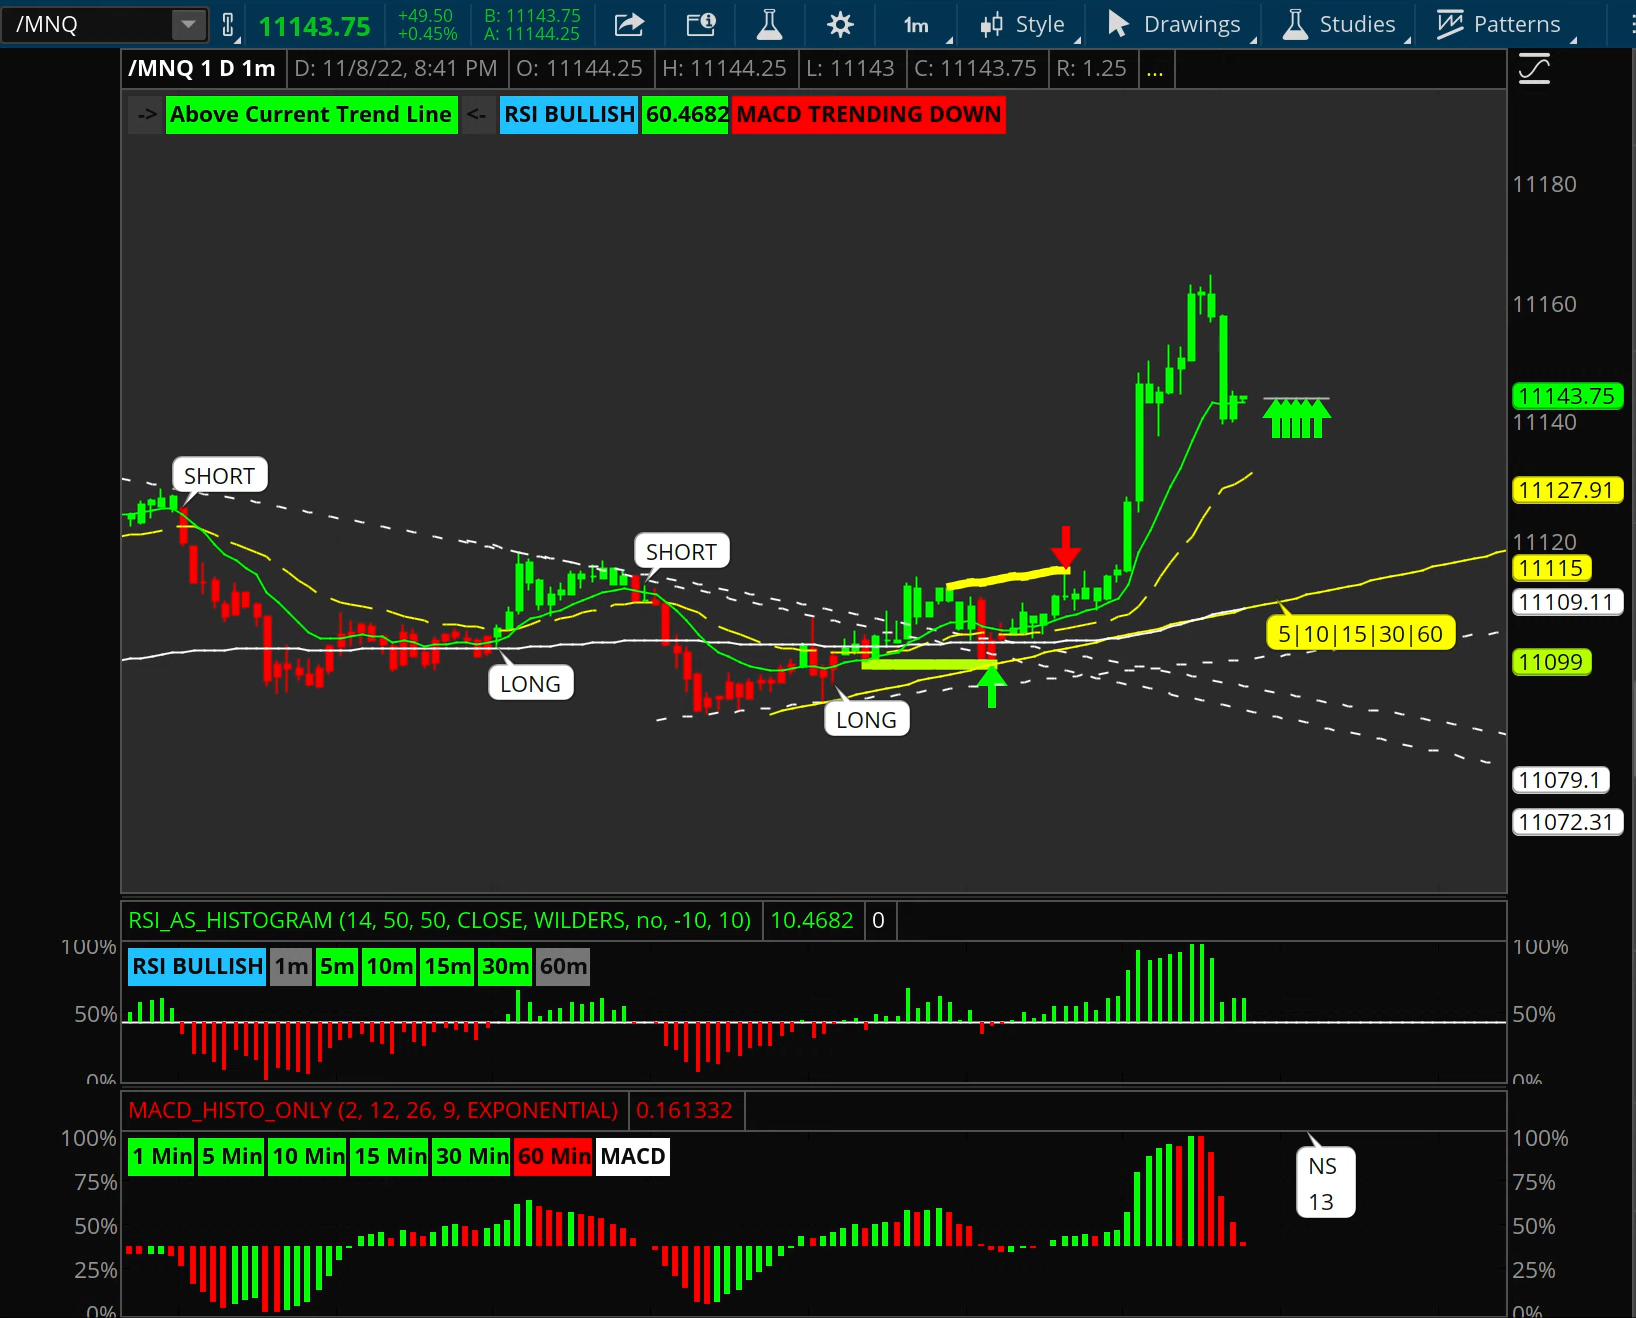 /MNQ 11143.75 +49.50 B: 11143.75 1m Style Drawings Studies Patterns
+0.45% A: 11144.25
/MNQ 1 D 1m D: 11/8/22, 8:41 PM O: 11144.25 H: 11144.25 L: 11143 C: 11143.75 R: 1.25 ...
-> Above Current Trend Line <- RSI BULLISH 60.4682 MACD TRENDING DOWN
11180
11160
11143.75
11140
SHORT
11127.91
11120
SHORT
11115
11109.11
5|10|15|30|60
11099
LONG
LONG
11079.1
11072.31
RSI_AS_HISTOGRAM (14, 50, 50, CLOSE, WILDERS, no, -10, 10) 10.4682 0
100% 100%
RSI BULLISH 1m 5m 10m 15m 30m 60m
50% 50%
0% 0%
MACD_HISTO_ONLY (2, 12, 26, 9, EXPONENTIAL) 0.161332
100% 100%
1 Min 5 Min 10 Min 15 Min 30 Min 60 Min MACD
NS
75% 75%
13
50% 50%
25% 25%
0% 0%